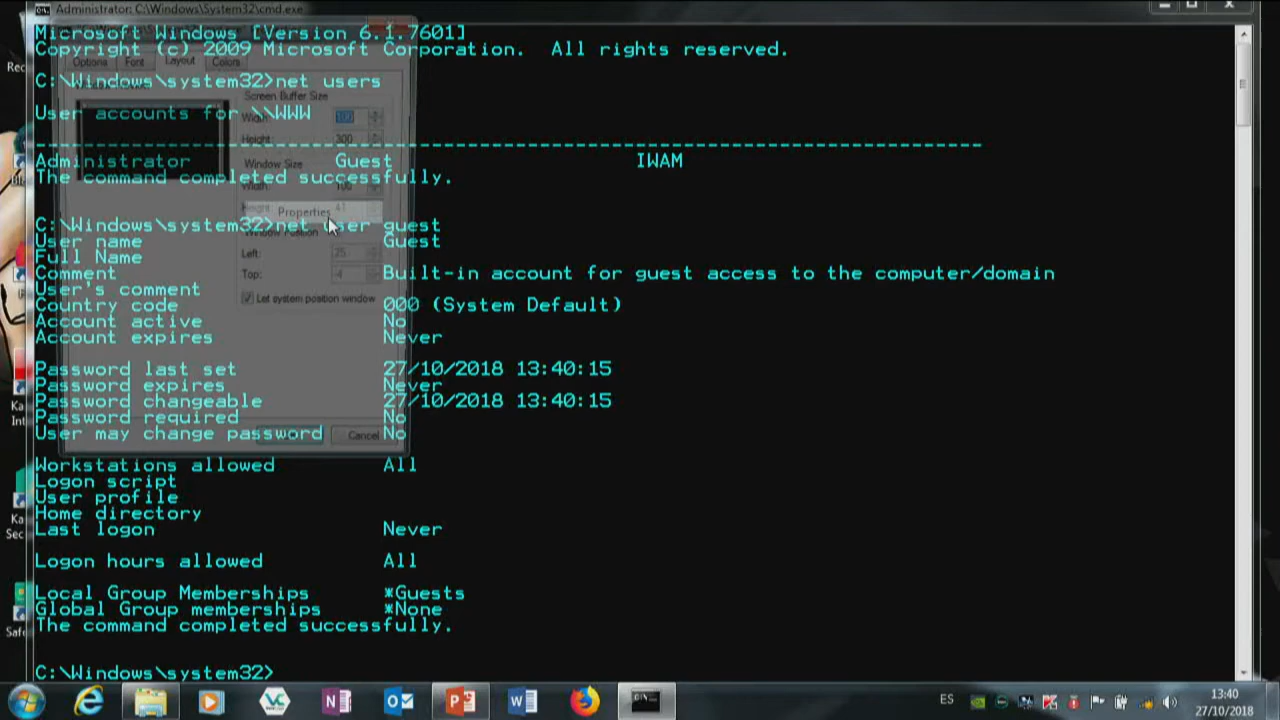 Administrator: C:\Windows\System32\cmd.exe
Microsoft Windows [Version 6.1.7601]
Copyright (c) 2009 Microsoft Corporation.  All rights reserved.
Options Font Layout Colors
C:\Windows\system32>net users
Screen Buffer Size
User accounts for \\WWW
Width: 100
Height: 300
-------------------------------------------------------------------------------
Administrator Guest IWAM
Window Size
The command completed successfully.
Width: 100
Height: 41
Properties
C:\Windows\system32>net user guest
Window Position
User name Guest
Full Name
Left: 25
Comment Built-in account for guest access to the computer/domain
Top: -4
User's comment
Let system position window
Country code 000 (System Default)
Account active No
Account expires Never
Password last set 27/10/2018 13:40:15
Password expires Never
Password changeable 27/10/2018 13:40:15
Password required No
User may change password No
Cancel
Workstations allowed All
Logon script
User profile
Home directory
Last logon Never
Logon hours allowed All
Local Group Memberships *Guests
Global Group memberships *None
The command completed successfully.
C:\Windows\system32>
ES
13:40
27/10/2018